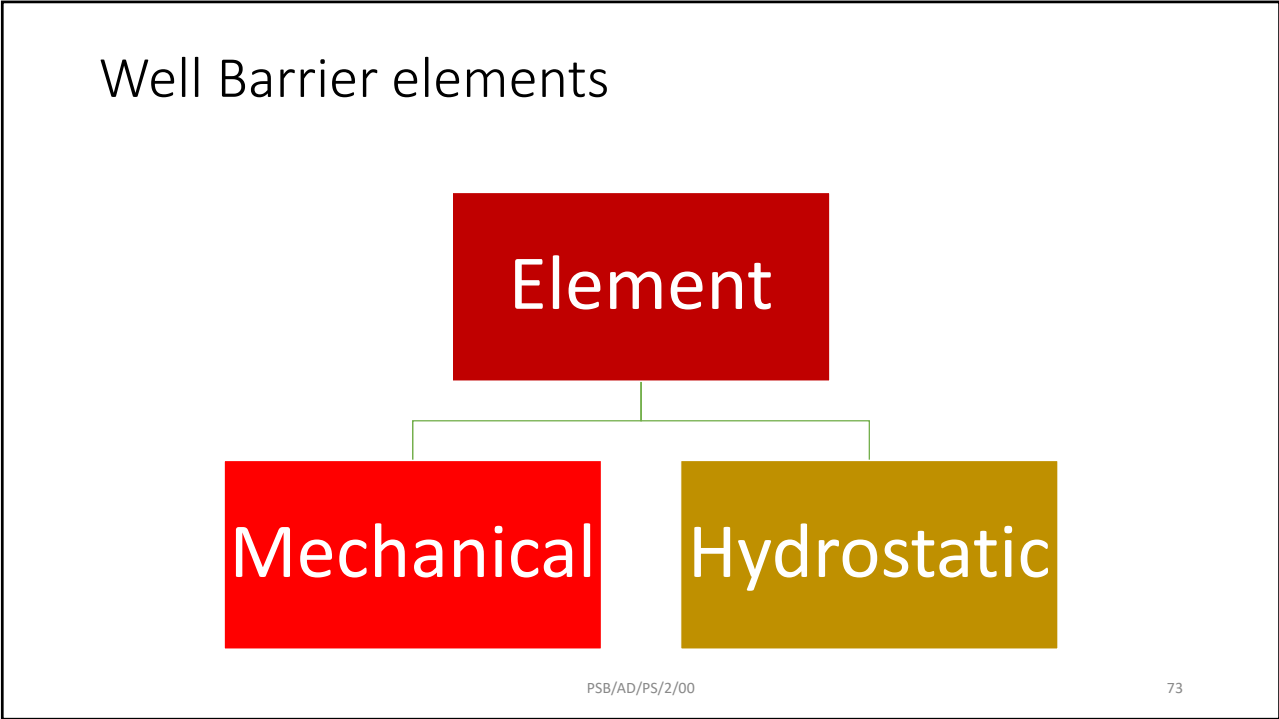 Well Barrier elements
Element
Mechanical
Hydrostatic
PSB/AD/PS/2/00
73